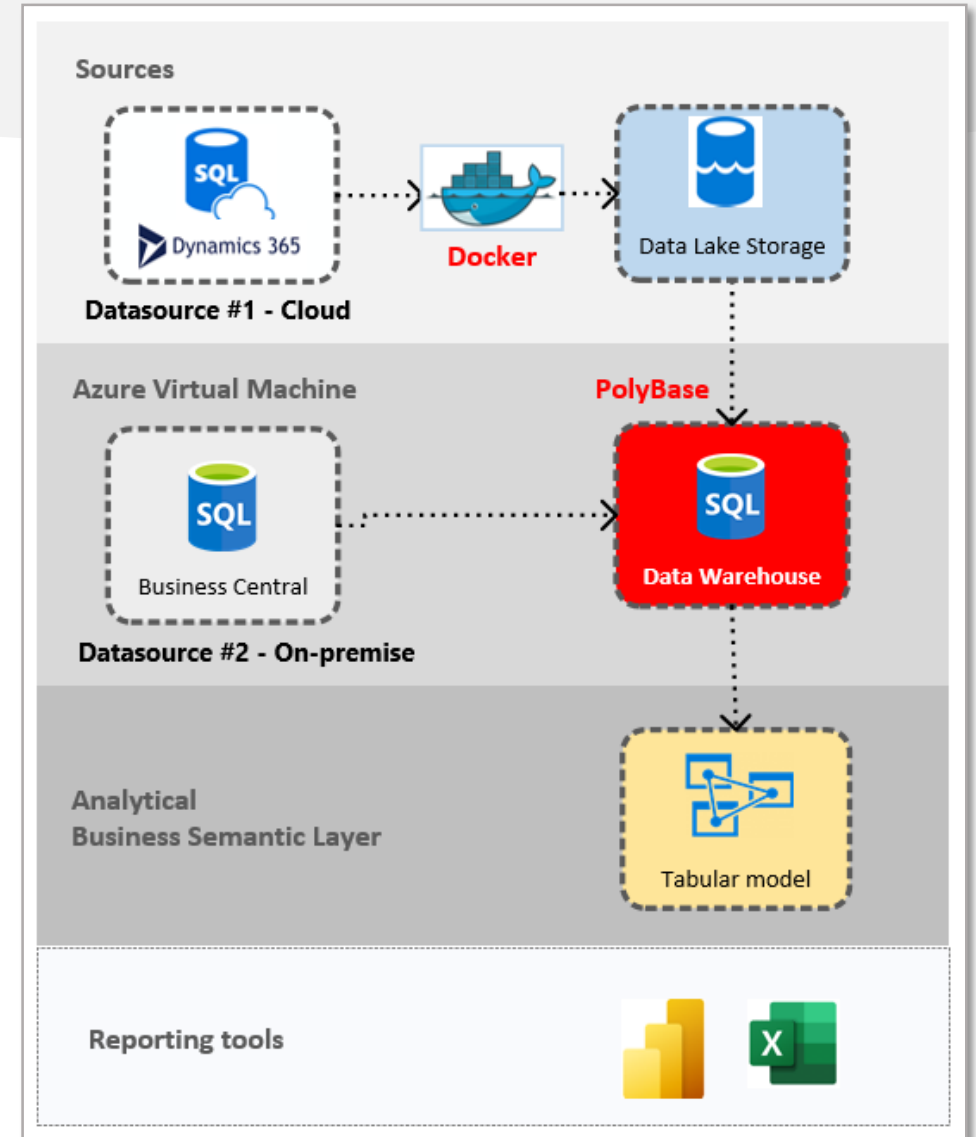 Sources
SQL
Dynamics 365
Docker
Data Lake Storage
Datasource #1 - Cloud
Azure Virtual Machine
PolyBase
SQL
Business Central
SQL
Data Warehouse
Datasource #2 - On-premise
Analytical
Business Semantic Layer
Tabular model
Reporting tools
X